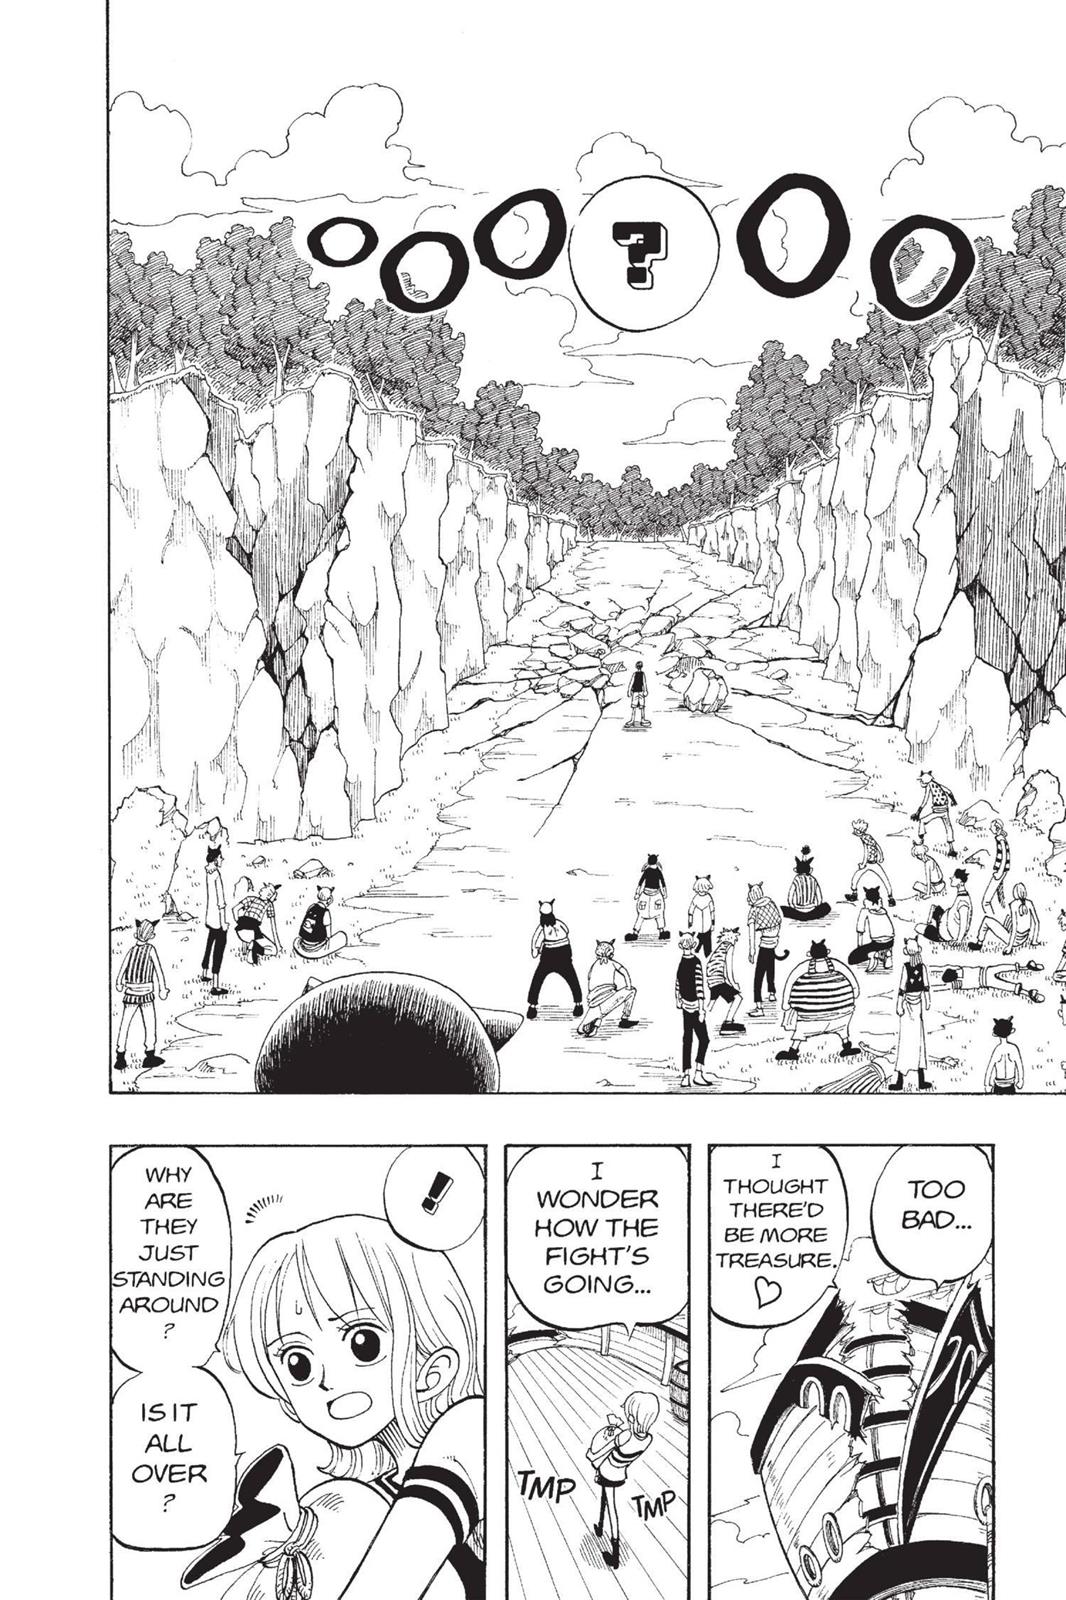 ?
TOO
BAD...
I
THOUGHT
THERE'D
BE MORE
TREASURE.
I
WONDER
HOW THE
FIGHT'S
GOING...
TMP
TMP
!
WHY
ARE
THEY
JUST
STANDING
AROUND
?
IS IT
ALL
OVER
?